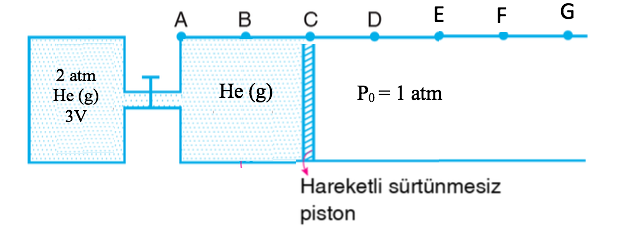 A B C D E F G
2 atm
He (g)
3V
He (g)
P₀ = 1 atm
Hareketli sürtünmesiz
piston